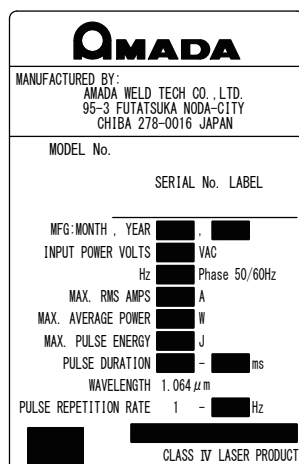 AMADA
MANUFACTURED BY:
AMADA WELD TECH CO.,LTD.
95-3 FUTATSUKA NODA-CITY
CHIBA 278-0016 JAPAN
MODEL No.
SERIAL No. LABEL
MFG:MONTH , YEAR ,
INPUT POWER VOLTS VAC
Hz Phase 50/60Hz
MAX. RMS AMPS A
MAX. AVERAGE POWER W
MAX. PULSE ENERGY J
PULSE DURATION - ms
WAVELENGTH 1.064μm
PULSE REPETITION RATE 1 - Hz
CLASS Ⅳ LASER PRODUCT